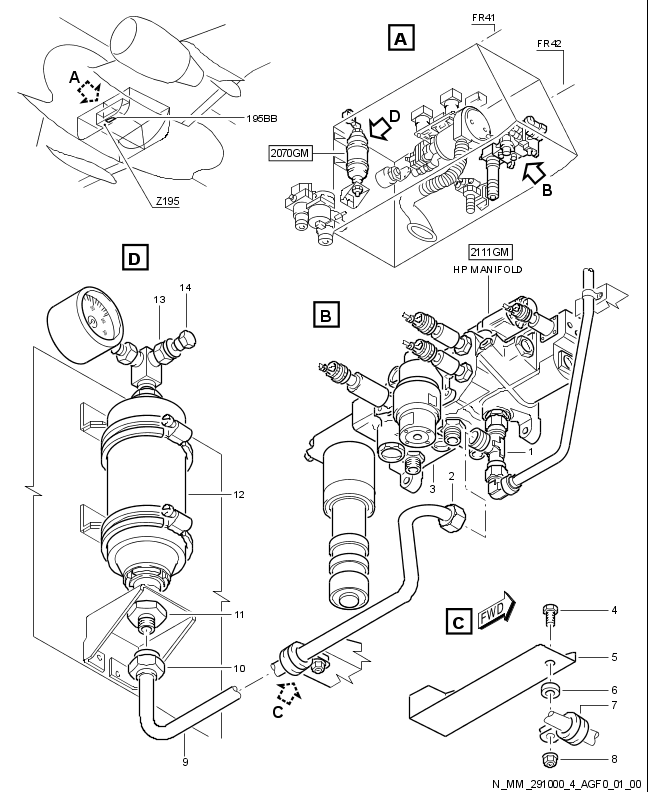 FR41
A
FR42
A
D
195BB
2070GM
B
Z195
2111GM
D
HP MANIFOLD
14
13
B
1
2
3
12
C
FWD
4
11
5
10
6
7
C
8
9
N_MM_291000_4_AGF0_01_00